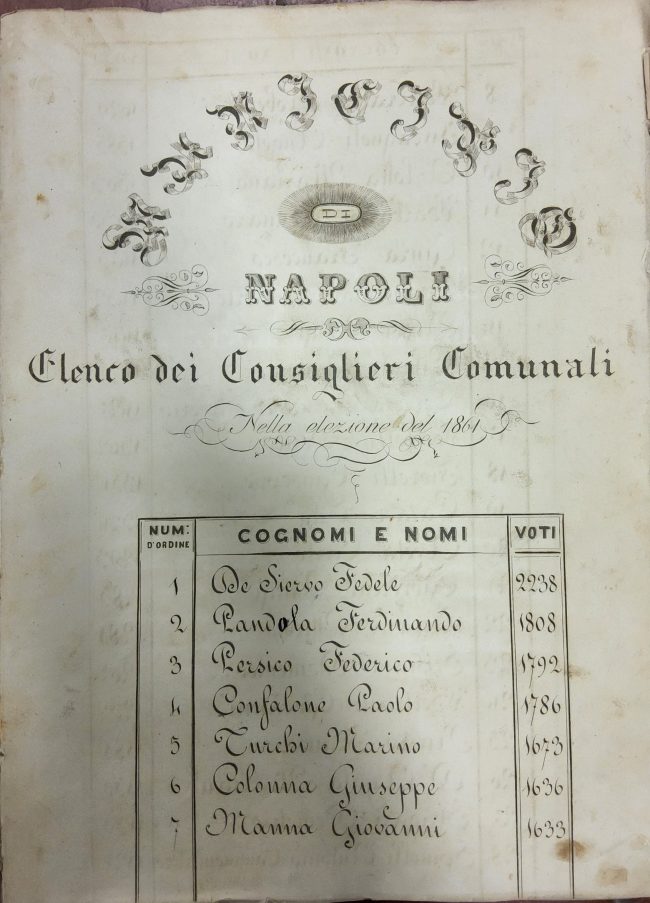 MUNICIPIO
DI
NAPOLI
Elenco dei Consiglieri Comunali
Nella elezione del 1861
NUM: D'ORDINE COGNOMI E NOMI VOTI
1 De Siervo Fedele 2238
2 Pandola Ferdinando 1808
3 Persico Federico 1792
4 Confalone Paolo 1786
5 Turchi Marino 1673
6 Colonna Giuseppe 1636
7 Manna Giovanni 1633